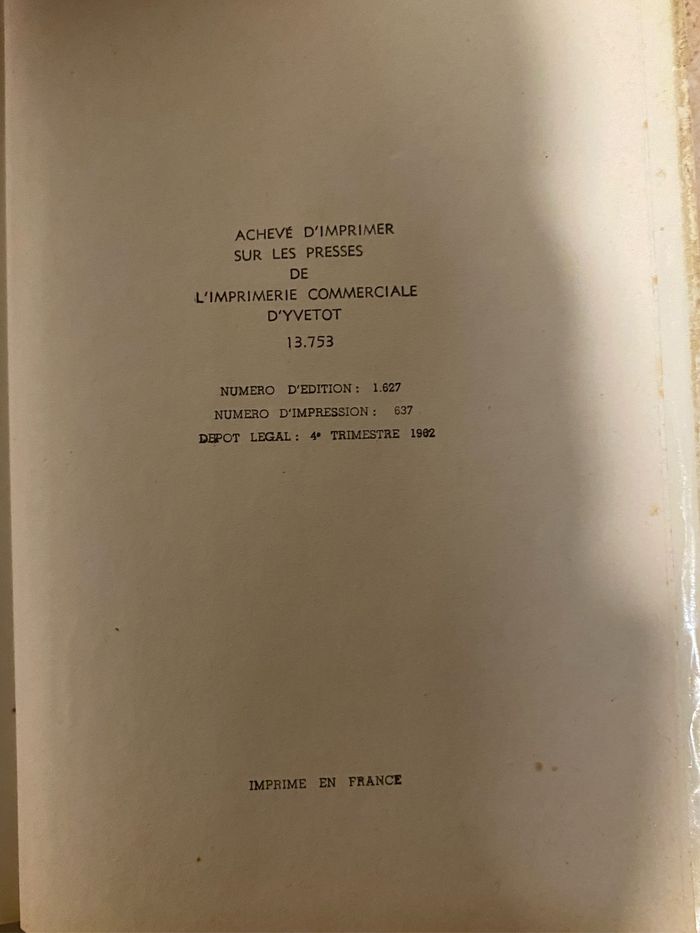 ACHEVÉ D'IMPRIMER
SUR LES PRESSES
DE
L'IMPRIMERIE COMMERCIALE
D'YVETOT
13.753
NUMERO D'EDITION : 1.627
NUMERO D'IMPRESSION : 637
DEPOT LEGAL : 4e TRIMESTRE
IMPRIME EN FRANCE